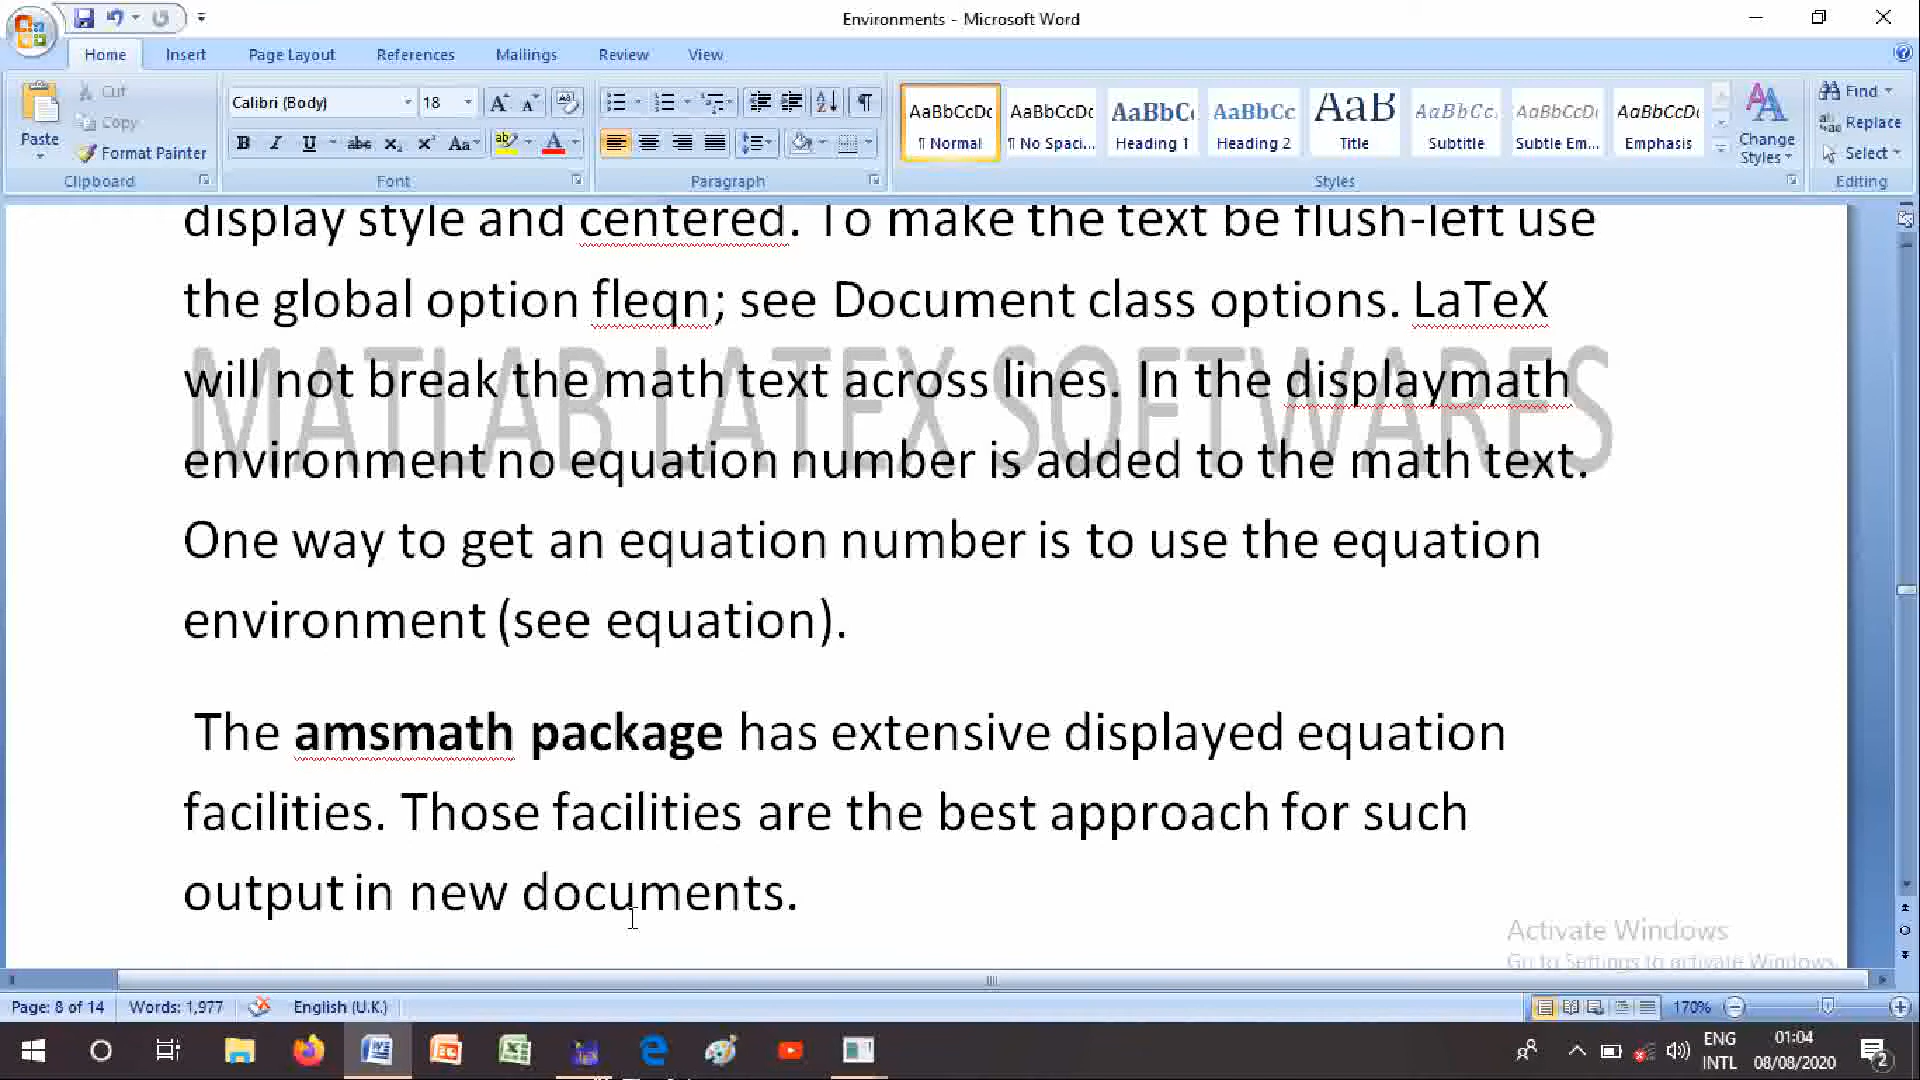 Environments - Microsoft Word
Home Insert Page Layout References Mailings Review View
Paste
Cut
Copy
Format Painter
Clipboard
Calibri (Body) 18
Font
Paragraph
AaBbCcDc AaBbCcDc AaBbC AaBbCc AaB AaBbCc. AaBbCcDt AaBbCcDt
¶ Normal ¶ No Spaci... Heading 1 Heading 2 Title Subtitle Subtle Em... Emphasis
Styles
Change Styles
Find
Replace
Select
Editing
display style and centered. To make the text be flush-left use
the global option fleqn; see Document class options. LaTeX
will not break the math text across lines. In the displaymath
MATLAB LATEX SOFTWARES
environment no equation number is added to the math text.
One way to get an equation number is to use the equation
environment (see equation).
The amsmath package has extensive displayed equation
facilities. Those facilities are the best approach for such
output in new documents.
Activate Windows
Go to Settings to activate Windows.
Page: 8 of 14 Words: 1,977 English (U.K.) 170%
ENG
INTL
01:04
08/08/2020
2